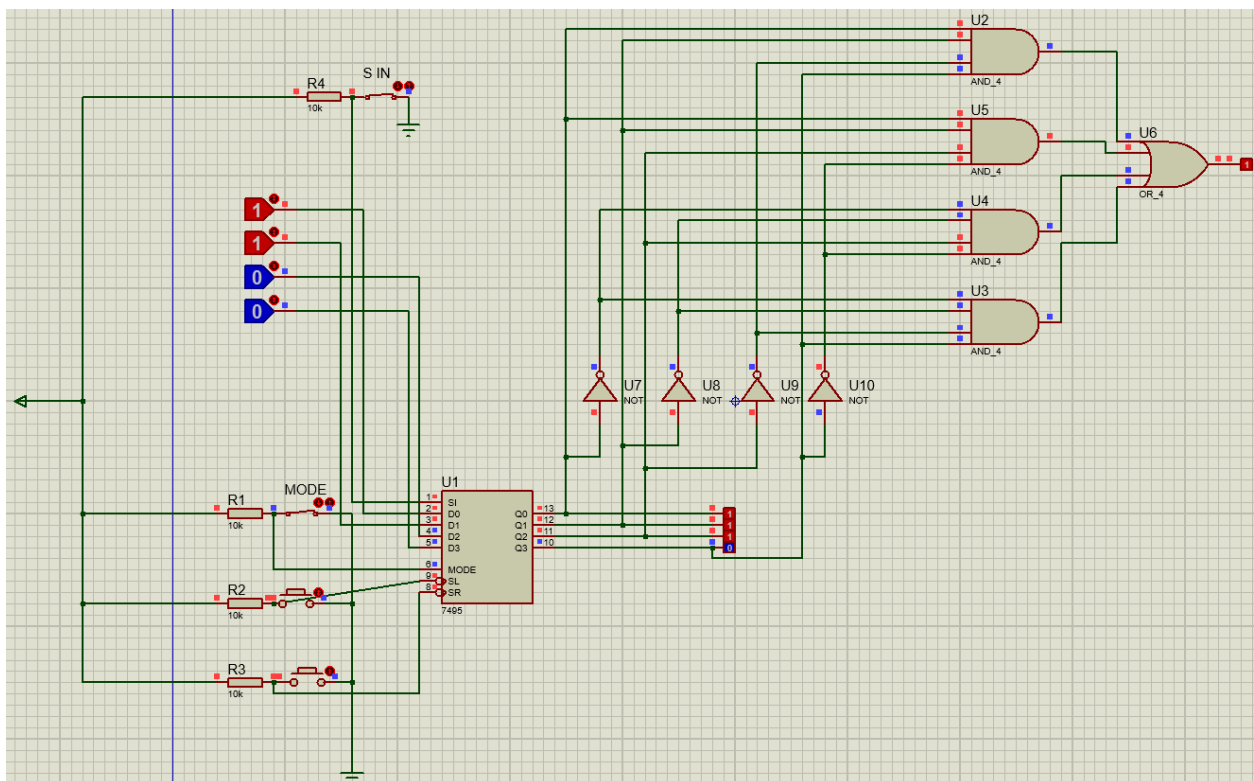 U2
AND_4
S IN
R4
10k
U5
AND_4
U6
OR_4
1
1
1
0
0
U4
AND_4
U3
AND_4
U7
NOT
U8
NOT
U9
NOT
U10
NOT
U1
MODE
R1
10k
1 SI
2 D0
3 D1
4 D2
5 D3
6 MODE
9 SL
8 SR
Q0 13
Q1 12
Q2 11
Q3 10
7495
1
1
1
0
R2
10k
R3
10k